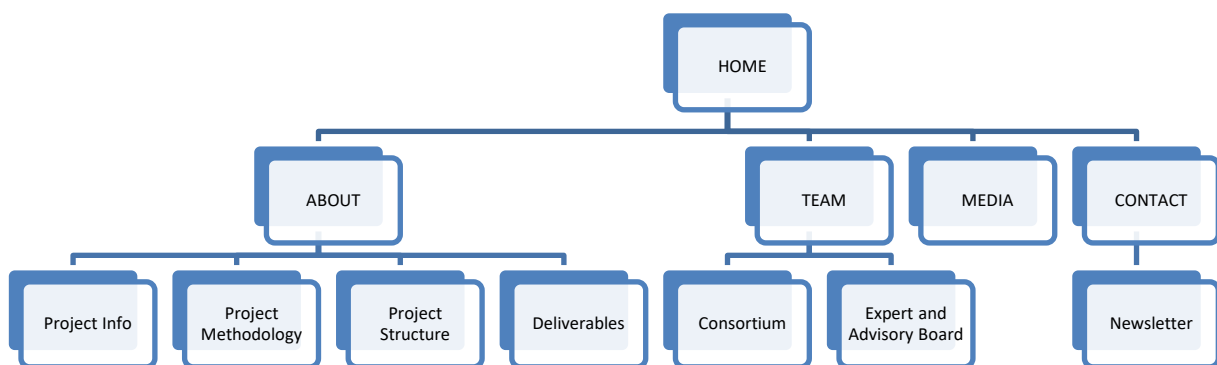 HOME
ABOUT
TEAM
MEDIA
CONTACT
Project Info
Project
Methodology
Project
Structure
Deliverables
Consortium
Expert and
Advisory Board
Newsletter